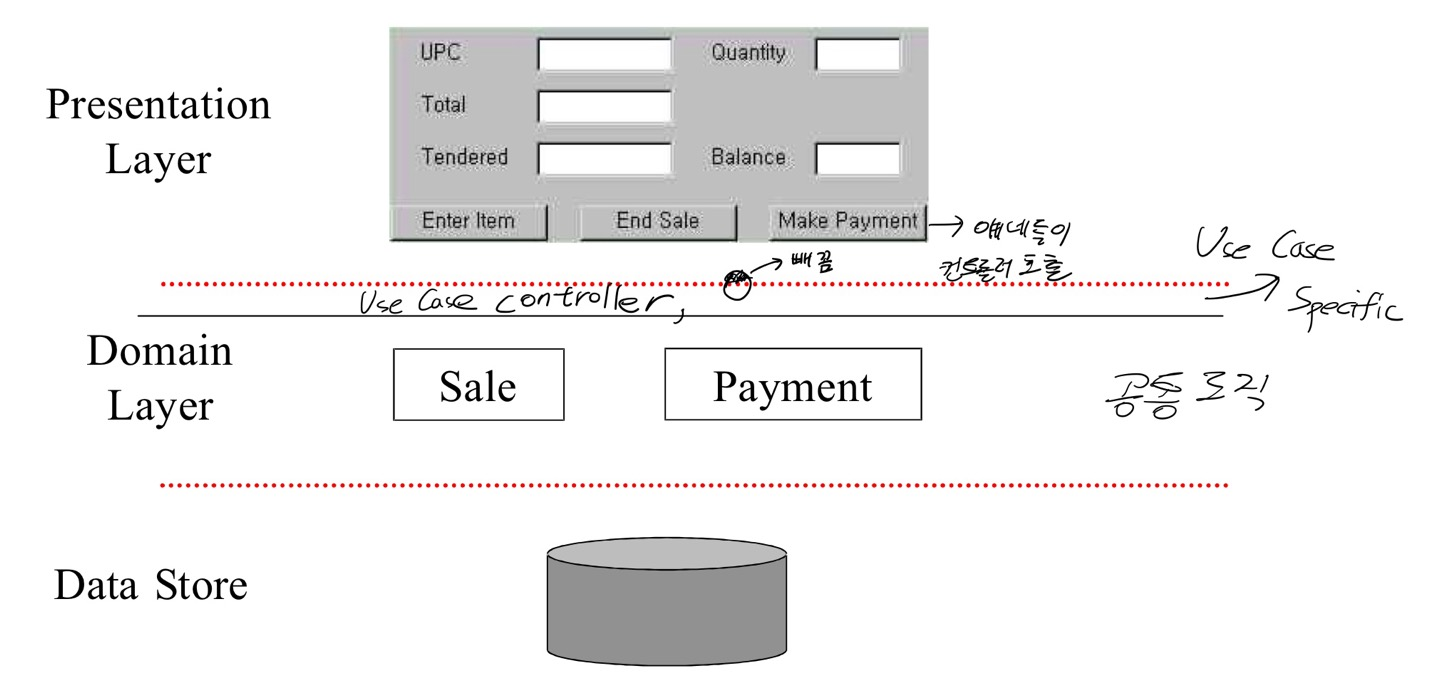 Presentation
Layer
UPC
Quantity
Total
Tendered
Balance
Enter Item
End Sale
Make Payment
→ 얘네들이
컨트롤러 호출
→ 빼꼼
Use Case
Specific
Use Case controller,
Domain
Layer
Sale
Payment
공통 로직
Data Store